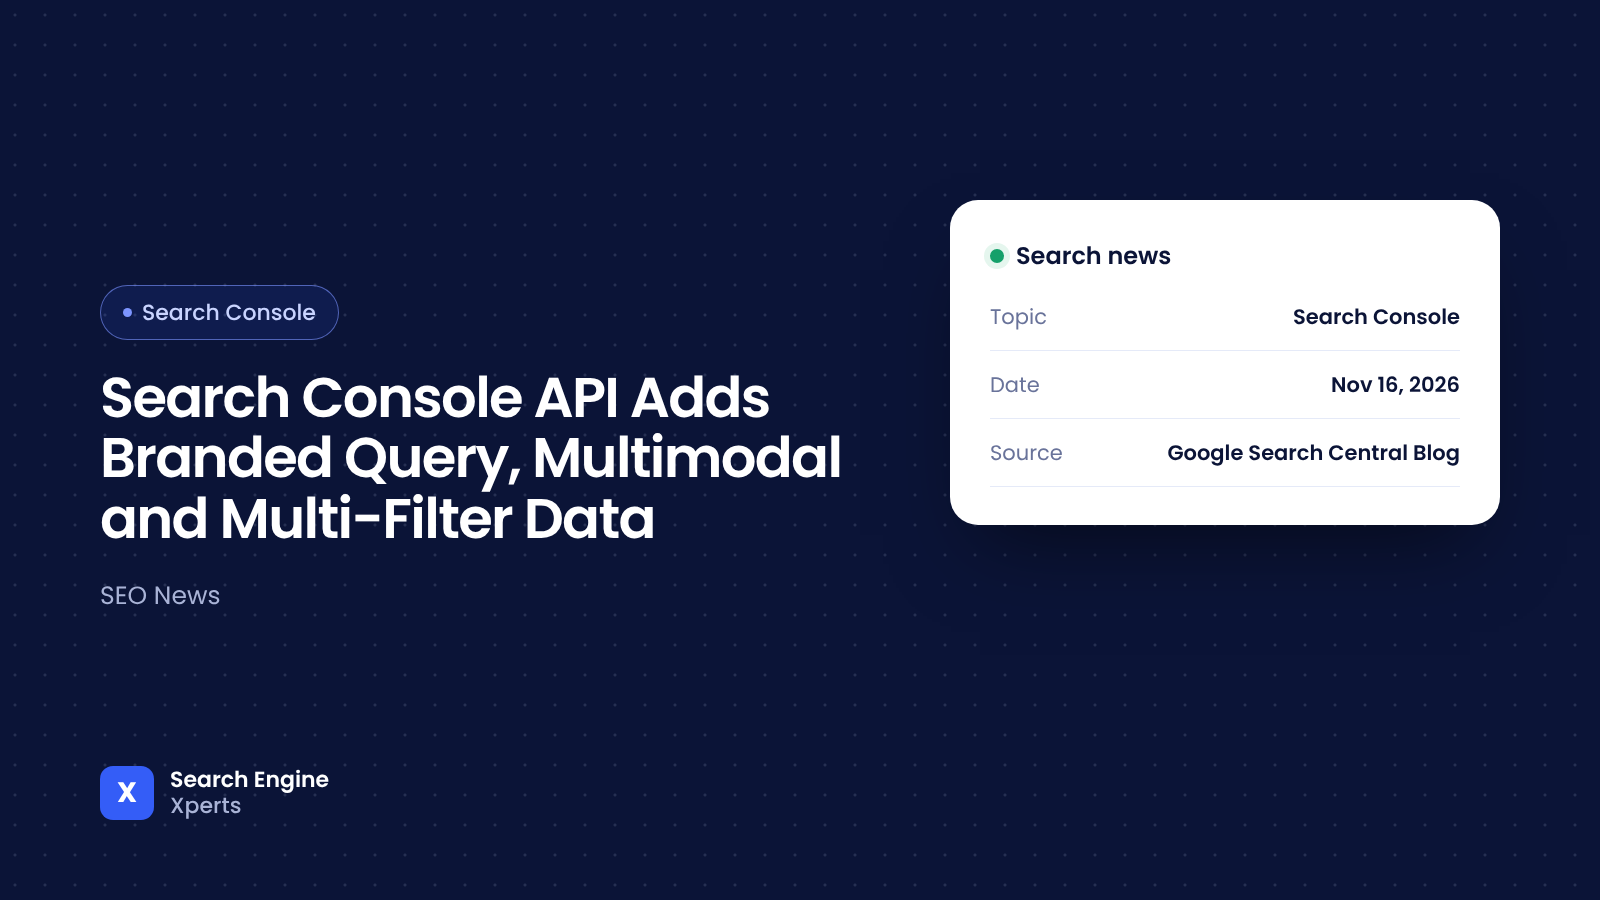 Search Console
Search Console API Adds
Branded Query, Multimodal
and Multi-Filter Data
SEO News
Search news
Topic Search Console
Date Nov 16, 2026
Source Google Search Central Blog
X
Search Engine
Xperts